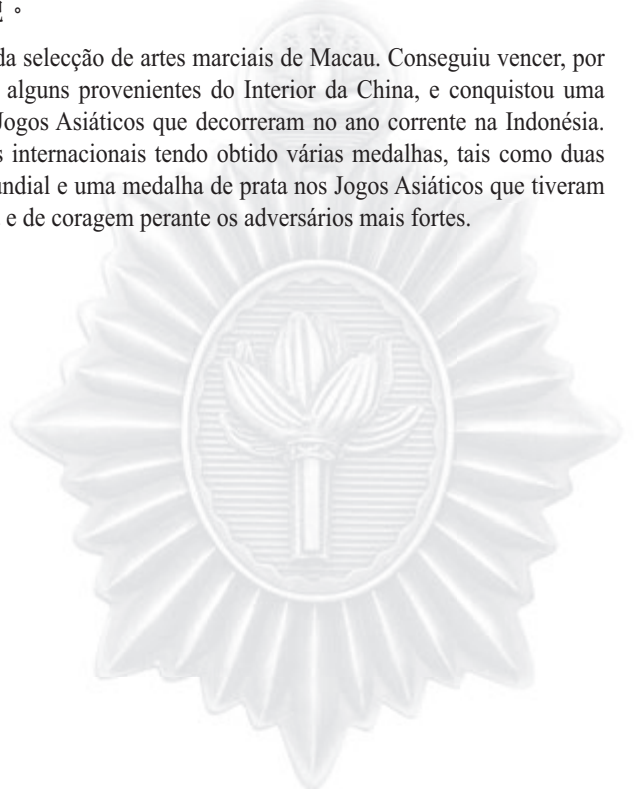 。
da selecção de artes marciais de Macau. Conseguiu vencer, por
alguns provenientes do Interior da China, e conquistou uma
Jogos Asiáticos que decorreram no ano corrente na Indonésia.
s internacionais tendo obtido várias medalhas, tais como duas
undial e uma medalha de prata nos Jogos Asiáticos que tiveram
e de coragem perante os adversários mais fortes.